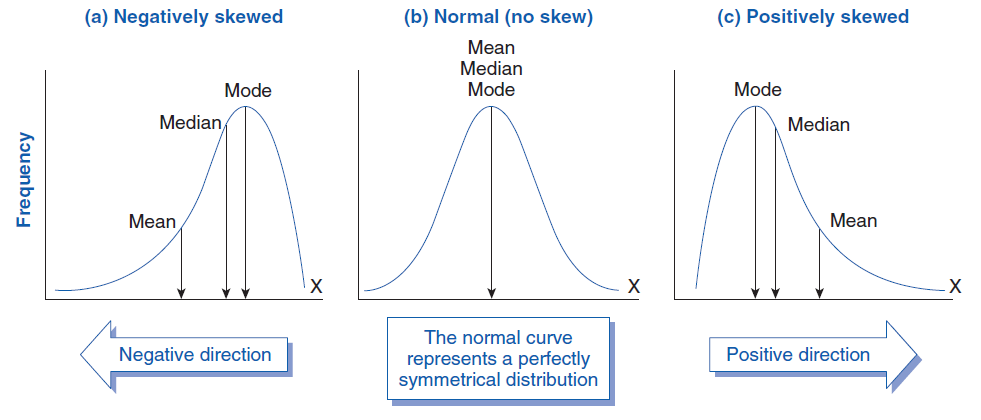 (a) Negatively skewed
Frequency
Mode
Median
Mean
X
Negative direction
(b) Normal (no skew)
Mean
Median
Mode
X
The normal curve
represents a perfectly
symmetrical distribution
(c) Positively skewed
Mode
Median
Mean
X
Positive direction